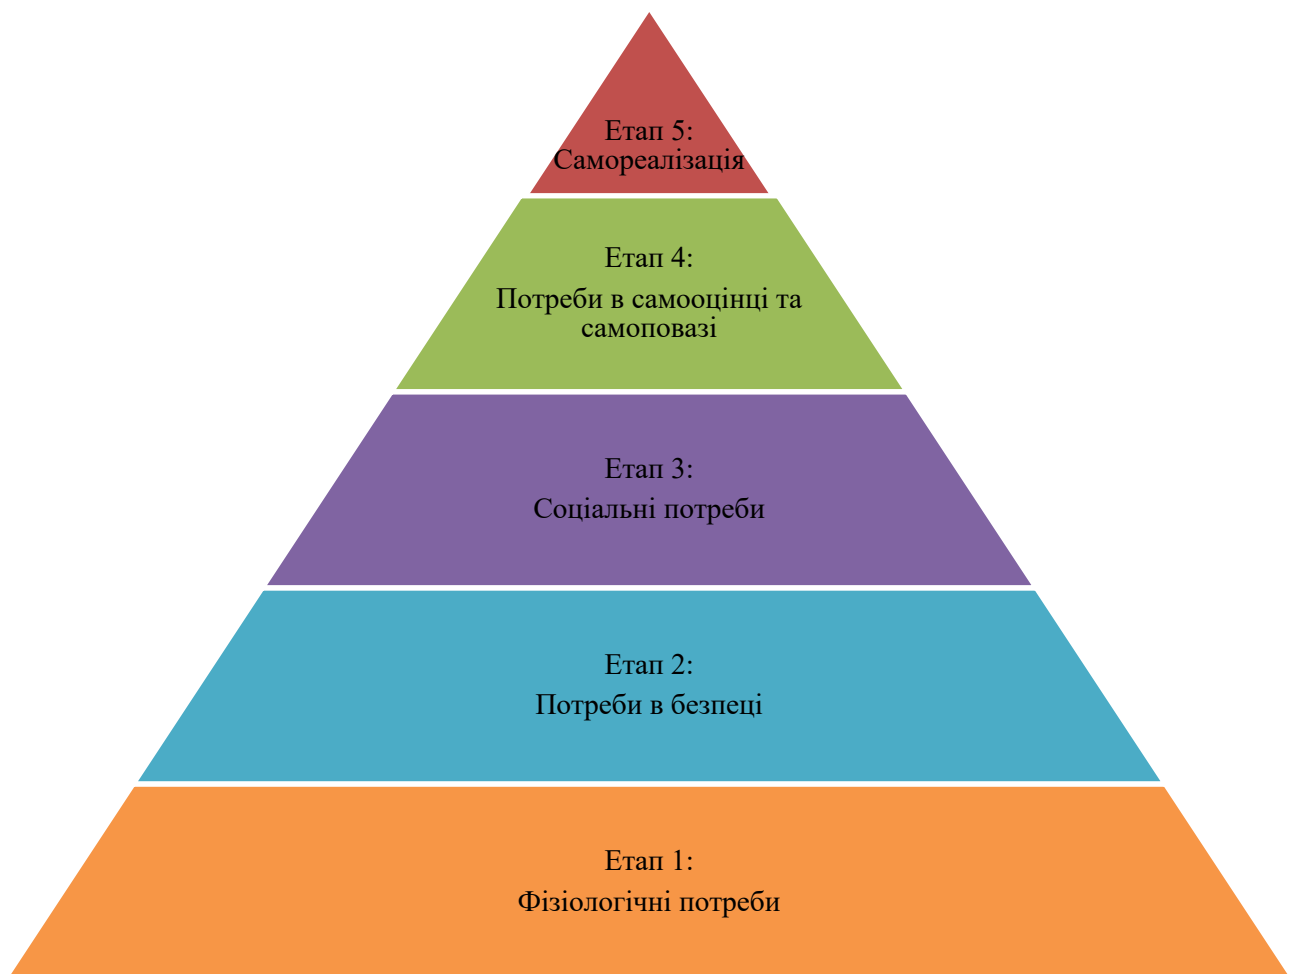 Етап 5:
Самореалізація
Етап 4:
Потреби в самооцінці та
самоповазі
Етап 3:
Соціальні потреби
Етап 2:
Потреби в безпеці
Етап 1:
Фізіологічні потреби